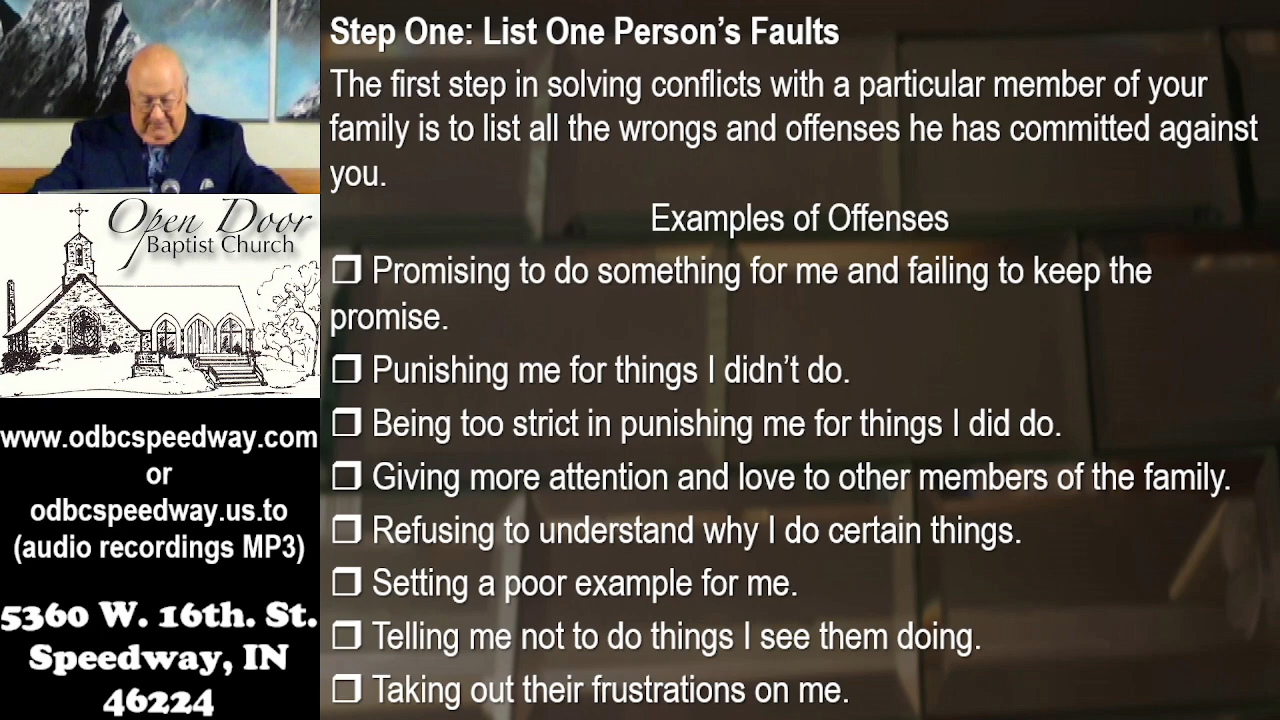 Step One: List One Person’s Faults
The first step in solving conflicts with a particular member of your
family is to list all the wrongs and offenses he has committed against
you.
Examples of Offenses
❒ Promising to do something for me and failing to keep the
promise.
❒ Punishing me for things I didn’t do.
❒ Being too strict in punishing me for things I did do.
❒ Giving more attention and love to other members of the family.
❒ Refusing to understand why I do certain things.
❒ Setting a poor example for me.
❒ Telling me not to do things I see them doing.
❒ Taking out their frustrations on me.
Open Door
Baptist Church
www.odbcspeedway.com
or
odbcspeedway.us.to
(audio recordings MP3)
5360 W. 16th. St.
Speedway, IN
46224